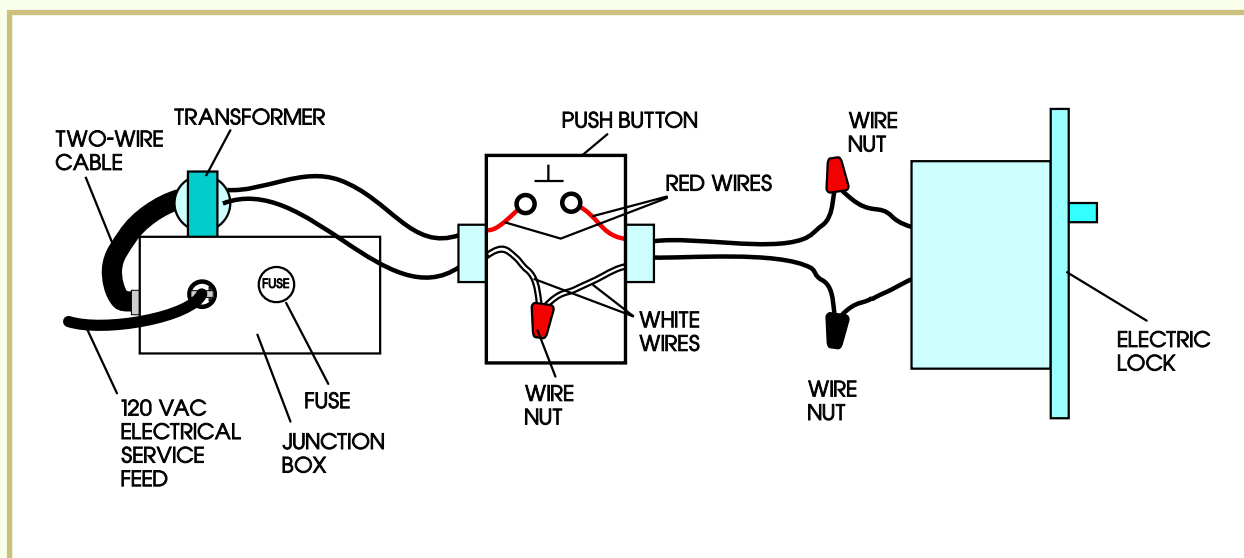 TRANSFORMER
TWO-WIRE
CABLE
PUSH BUTTON
WIRE
NUT
RED WIRES
FUSE
WHITE
WIRES
ELECTRIC
LOCK
WIRE
NUT
WIRE
NUT
FUSE
120 VAC
ELECTRICAL
SERVICE
FEED
JUNCTION
BOX